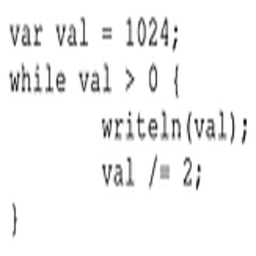 var val = 1024;
while val > 0 {
        writeln(val);
        val /= 2;
}